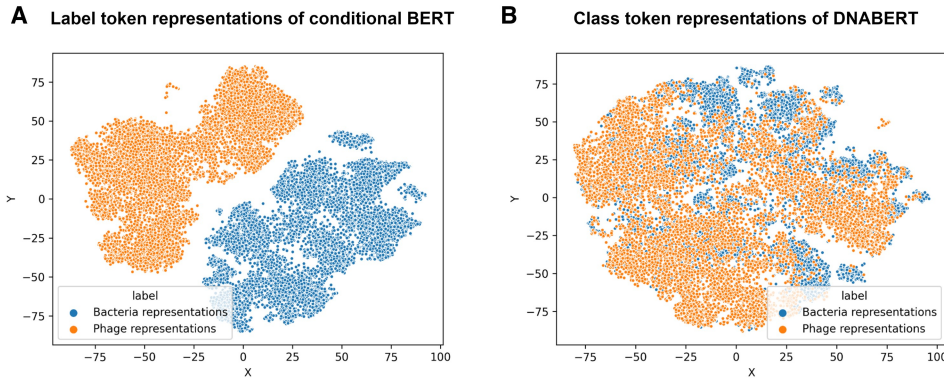 A Label token representations of conditional BERT
75
50
25
0
−25
−50
−75
Y
−75 −50 −25 0 25 50 75 100
X
label
Bacteria representations
Phage representations
B Class token representations of DNABERT
75
50
25
0
−25
−50
−75
Y
−75 −50 −25 0 25 50 75 100
X
label
Bacteria representations
Phage representations